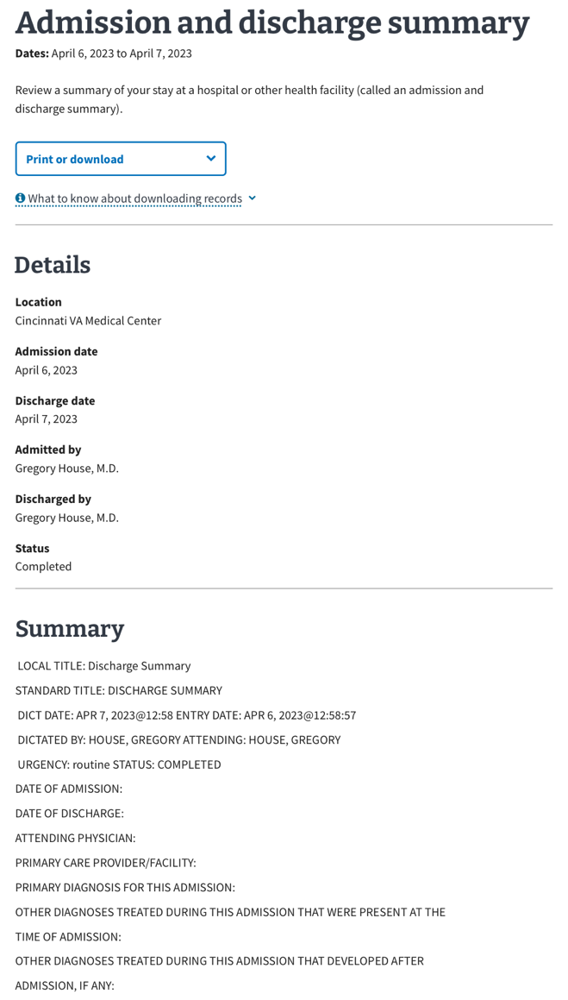 Admission and discharge summary
Dates: April 6, 2023 to April 7, 2023
Review a summary of your stay at a hospital or other health facility (called an admission and
discharge summary).
Print or download
What to know about downloading records
Details
Location
Cincinnati VA Medical Center
Admission date
April 6, 2023
Discharge date
April 7, 2023
Admitted by
Gregory House, M.D.
Discharged by
Gregory House, M.D.
Status
Completed
Summary
LOCAL TITLE: Discharge Summary
STANDARD TITLE: DISCHARGE SUMMARY
DICT DATE: APR 7, 2023@12:58 ENTRY DATE: APR 6, 2023@12:58:57
DICTATED BY: HOUSE, GREGORY ATTENDING: HOUSE, GREGORY
URGENCY: routine STATUS: COMPLETED
DATE OF ADMISSION:
DATE OF DISCHARGE:
ATTENDING PHYSICIAN:
PRIMARY CARE PROVIDER/FACILITY:
PRIMARY DIAGNOSIS FOR THIS ADMISSION:
OTHER DIAGNOSES TREATED DURING THIS ADMISSION THAT WERE PRESENT AT THE
TIME OF ADMISSION:
OTHER DIAGNOSES TREATED DURING THIS ADMISSION THAT DEVELOPED AFTER
ADMISSION, IF ANY: